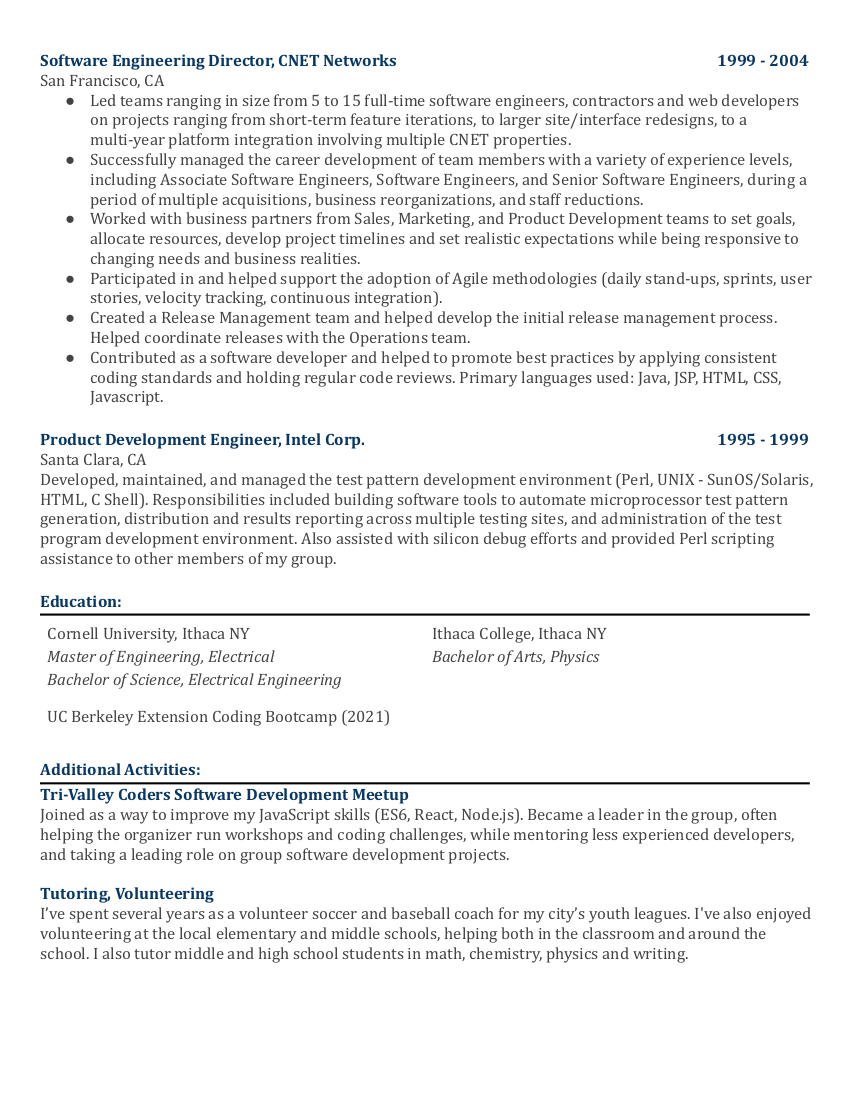 Software Engineering Director, CNET Networks 1999 - 2004
San Francisco, CA
● Led teams ranging in size from 5 to 15 full-time software engineers, contractors and web developers
on projects ranging from short-term feature iterations, to larger site/interface redesigns, to a
multi-year platform integration involving multiple CNET properties.
● Successfully managed the career development of team members with a variety of experience levels,
including Associate Software Engineers, Software Engineers, and Senior Software Engineers, during a
period of multiple acquisitions, business reorganizations, and staff reductions.
● Worked with business partners from Sales, Marketing, and Product Development teams to set goals,
allocate resources, develop project timelines and set realistic expectations while being responsive to
changing needs and business realities.
● Participated in and helped support the adoption of Agile methodologies (daily stand-ups, sprints, user
stories, velocity tracking, continuous integration).
● Created a Release Management team and helped develop the initial release management process.
Helped coordinate releases with the Operations team.
● Contributed as a software developer and helped to promote best practices by applying consistent
coding standards and holding regular code reviews. Primary languages used: Java, JSP, HTML, CSS,
Javascript.
Product Development Engineer, Intel Corp. 1995 - 1999
Santa Clara, CA
Developed, maintained, and managed the test pattern development environment (Perl, UNIX - SunOS/Solaris,
HTML, C Shell). Responsibilities included building software tools to automate microprocessor test pattern
generation, distribution and results reporting across multiple testing sites, and administration of the test
program development environment. Also assisted with silicon debug efforts and provided Perl scripting
assistance to other members of my group.
Education:
Cornell University, Ithaca NY Ithaca College, Ithaca NY
Master of Engineering, Electrical Bachelor of Arts, Physics
Bachelor of Science, Electrical Engineering
UC Berkeley Extension Coding Bootcamp (2021)
Additional Activities:
Tri-Valley Coders Software Development Meetup
Joined as a way to improve my JavaScript skills (ES6, React, Node.js). Became a leader in the group, often
helping the organizer run workshops and coding challenges, while mentoring less experienced developers,
and taking a leading role on group software development projects.
Tutoring, Volunteering
I’ve spent several years as a volunteer soccer and baseball coach for my city’s youth leagues. I've also enjoyed
volunteering at the local elementary and middle schools, helping both in the classroom and around the
school. I also tutor middle and high school students in math, chemistry, physics and writing.